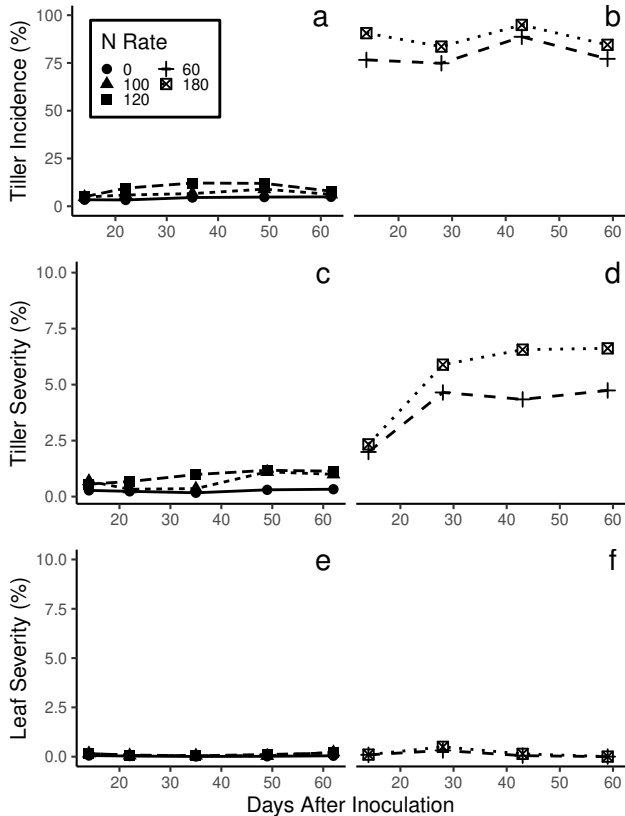 a
b
N Rate
0
60
100
180
120
Tiller Incidence (%)
100
75
50
25
0
20 30 40 50 60
20 30 40 50 60
c
d
Tiller Severity (%)
10.0
7.5
5.0
2.5
0.0
20 30 40 50 60
20 30 40 50 60
e
f
Leaf Severity (%)
10.0
7.5
5.0
2.5
0.0
20 30 40 50 60
20 30 40 50 60
Days After Inoculation